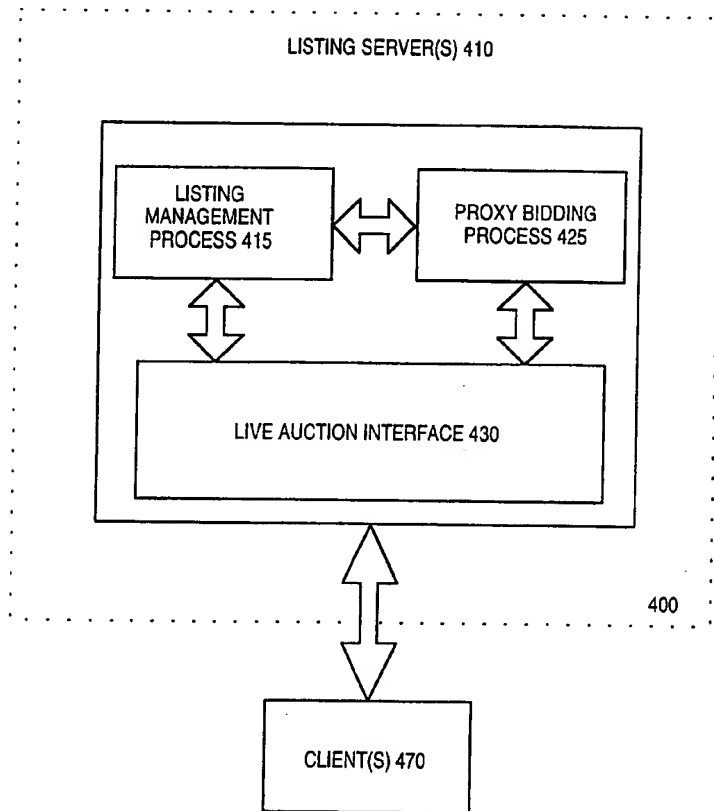 LISTING SERVER(S) 410
LISTING
MANAGEMENT
PROCESS 415
PROXY BIDDING
PROCESS 425
LIVE AUCTION INTERFACE 430
400
CLIENT(S) 470